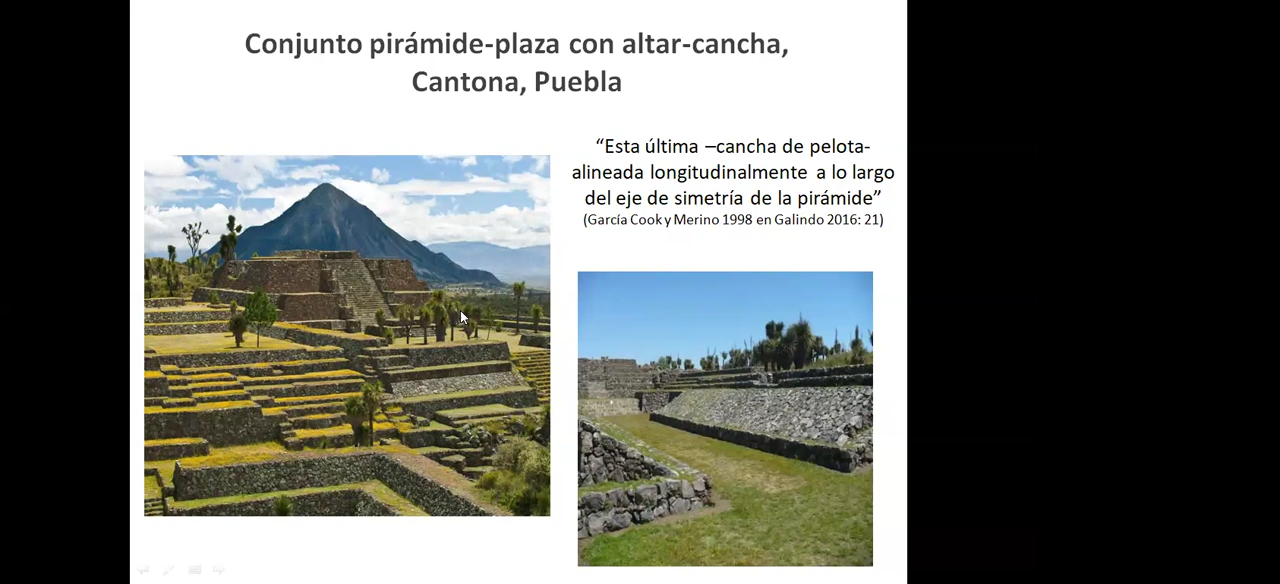 Conjunto pirámide-plaza con altar-cancha,
Cantona, Puebla
“Esta última –cancha de pelota-
alineada longitudinalmente a lo largo
del eje de simetría de la pirámide”
(García Cook y Merino 1998 en Galindo 2016: 21)